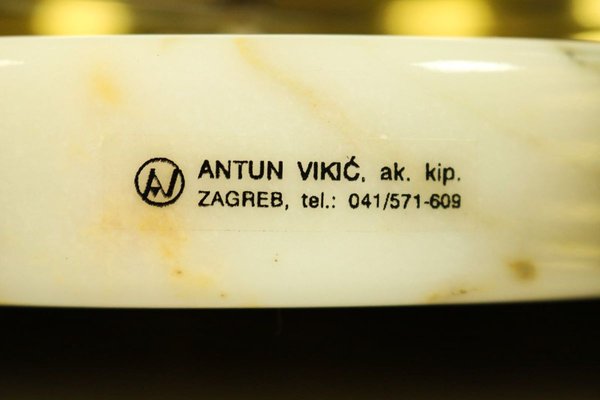 ANTUN VIKIĆ, ak. kip.
ZAGREB, tel.: 041/571-609